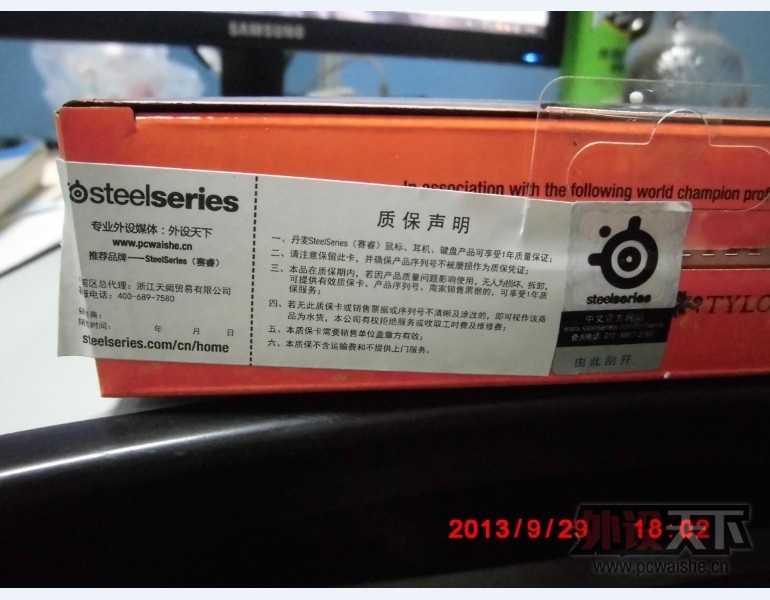 SAMSUNG
In association with the following world champion prof
steelseries
专业外设媒体：外设天下
www.pcwaishe.cn
推荐品牌——SteelSeries（赛睿）
国区总代理：浙江天阙贸易有限公司
电话：400-689-7580
商：
时间： 年 月 日
steelseries.com/cn/home
质保声明
一、丹麦SteelSeries（赛睿）鼠标、耳机、键盘产品可享受1年质量保证；
二、请注意保留此卡，并确保产品序列号不被磨损作为质保凭证；
三、本品在质保期内，若因产品质量问题影响使用，无人为损坏、拆卸，
可提供有效质保卡、产品序列号、商家销售票据的，可享受1年质
保服务；
四、若无此质保卡或销售票据或序列号不清晰及涂改的，即可视作该商
品为水货，本公司有权拒绝服务或收取工时费及维修费；
五、本质保卡需要销售单位盖章方有效；
六、本质保不含运输费和不提供上门服务。
steelseries
由此刮开
TYLO
2013/9/29 18:02
外设天下
www.pcwaishe.cn